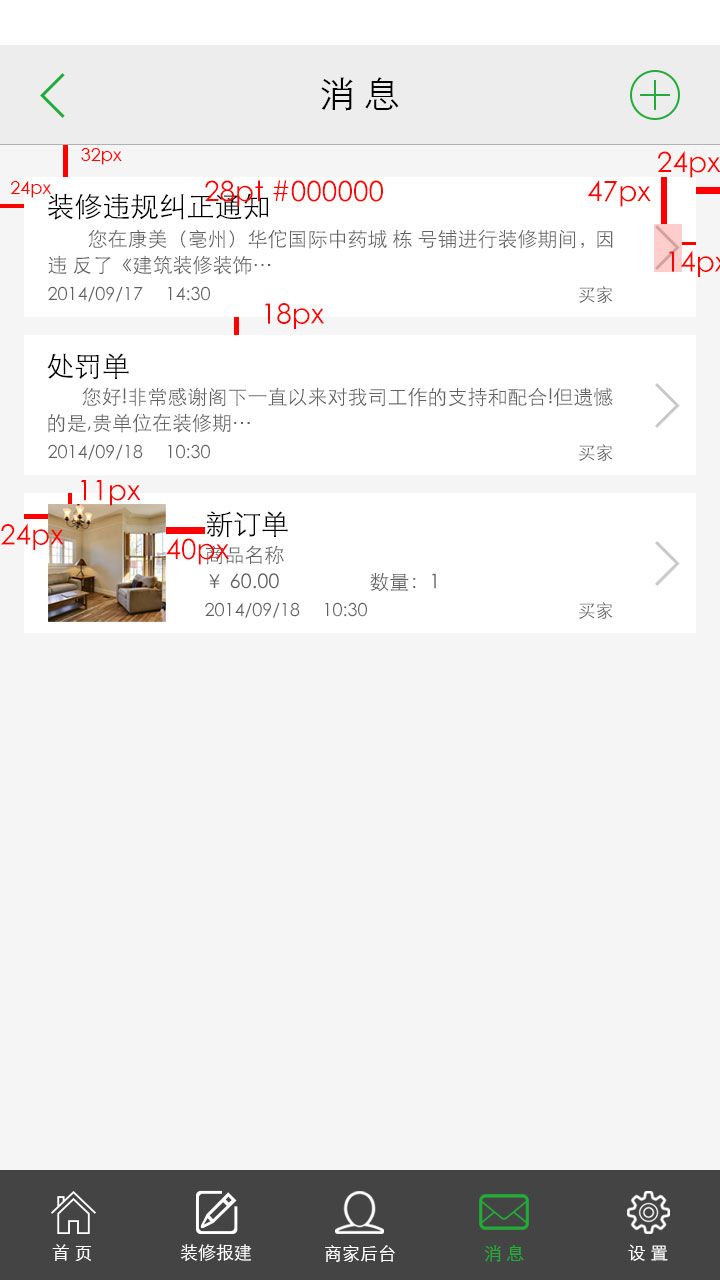 消息
32px
24px
24px
28pt #000000
47px
装修违规纠正通知
您在康美（亳州）华佗国际中药城 栋 号铺进行装修期间，因
违 反了《建筑装修装饰…
14px
2014/09/17 14:30
买家
18px
处罚单
您好!非常感谢阁下一直以来对我司工作的支持和配合!但遗憾
的是,贵单位在装修期…
2014/09/18 10:30
买家
11px
24px
新订单
40px
商品名称
¥ 60.00 数量：1
2014/09/18 10:30
买家
首页
装修报建
商家后台
消息
设置